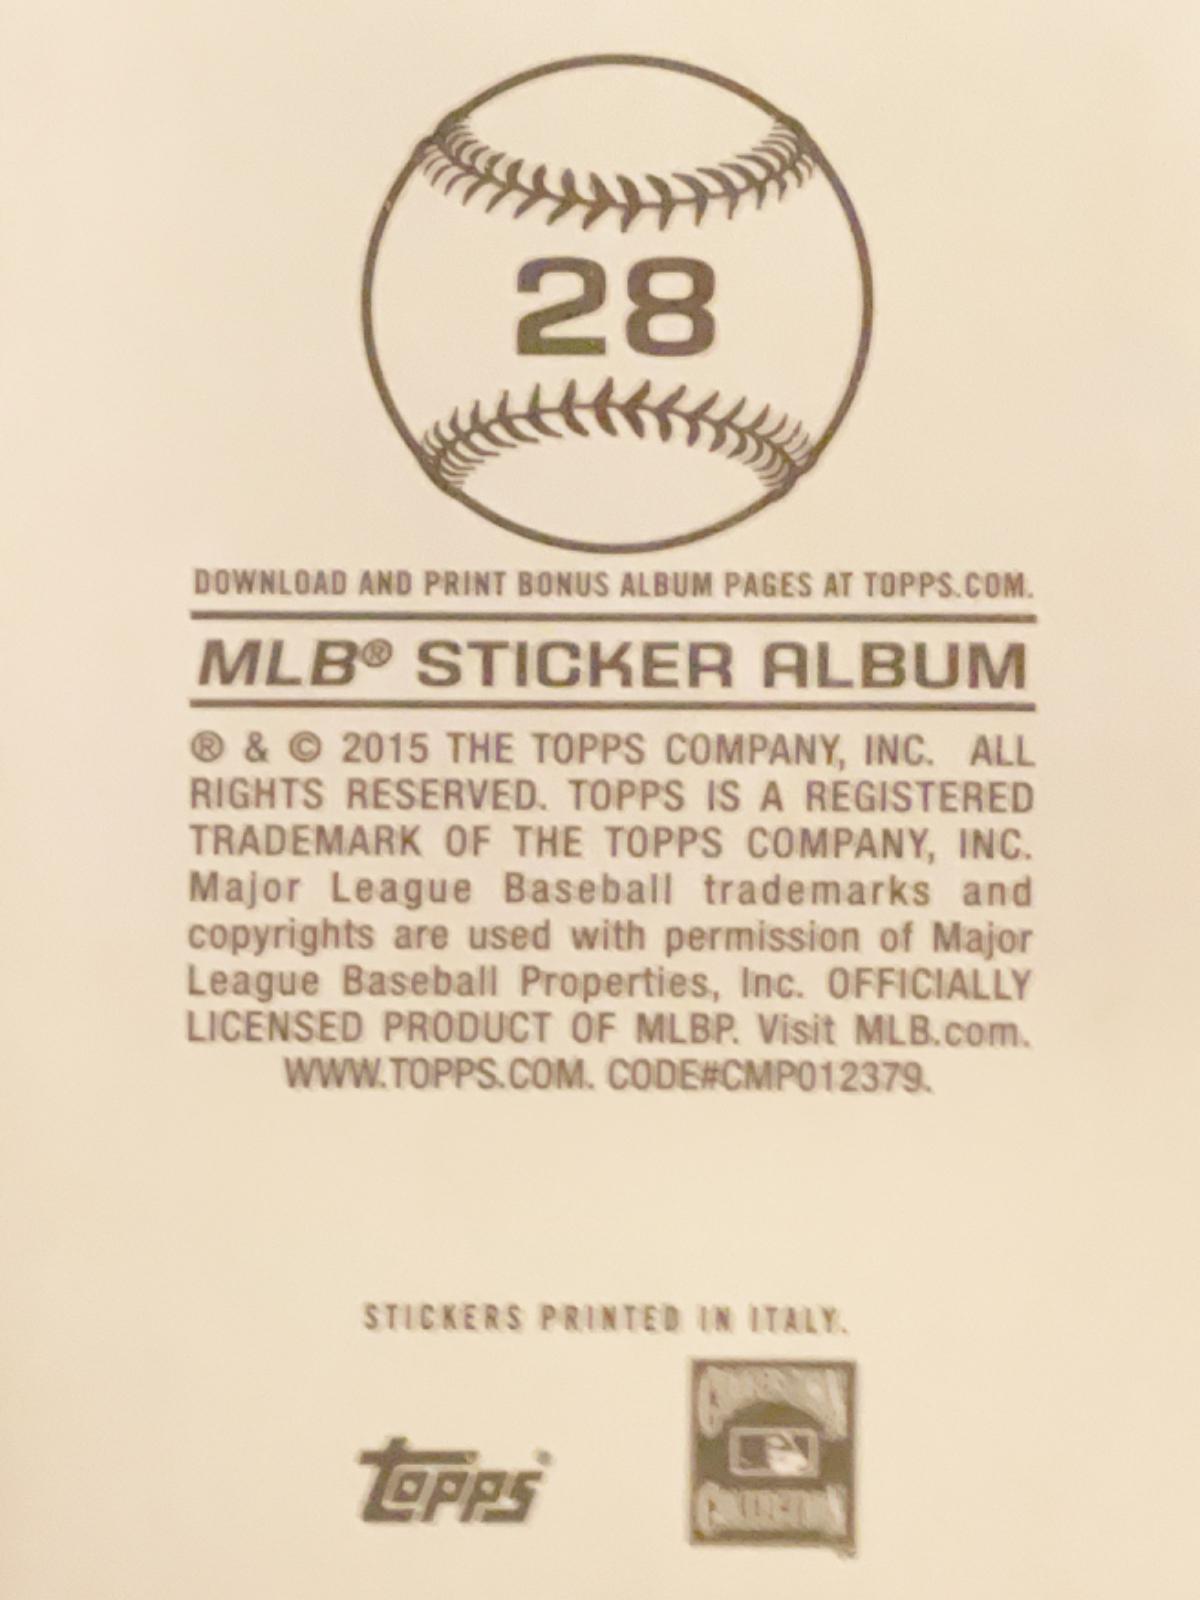 28
DOWNLOAD AND PRINT BONUS ALBUM PAGES AT TOPPS.COM.
MLB® STICKER ALBUM
® & © 2015 THE TOPPS COMPANY, INC. ALL
RIGHTS RESERVED. TOPPS IS A REGISTERED
TRADEMARK OF THE TOPPS COMPANY, INC.
Major League Baseball trademarks and
copyrights are used with permission of Major
League Baseball Properties, Inc. OFFICIALLY
LICENSED PRODUCT OF MLBP. Visit MLB.com.
WWW.TOPPS.COM. CODE#CMP012379.
STICKERS PRINTED IN ITALY.
topps